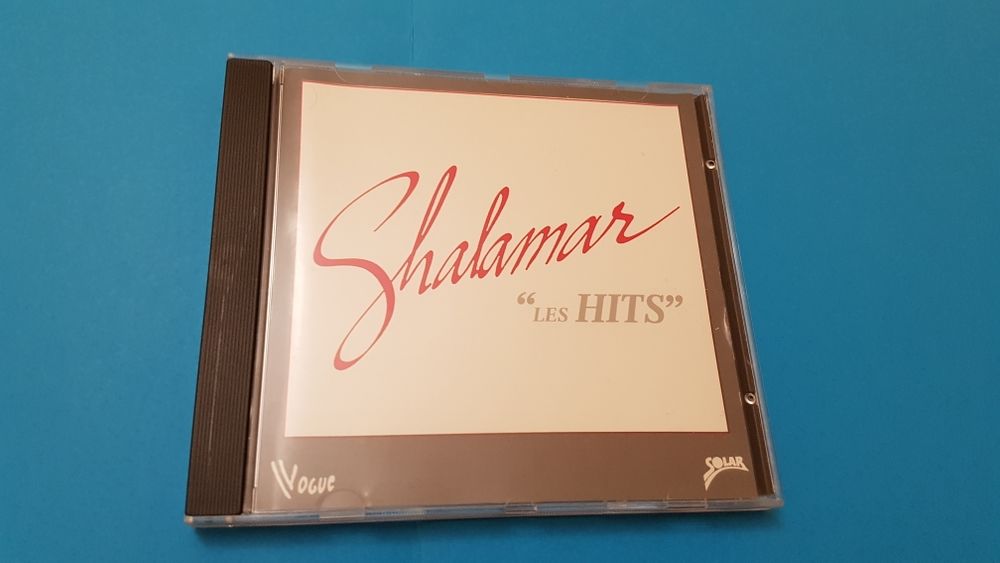 Shalamar
“LES HITS”
VOGUE
SOLAR